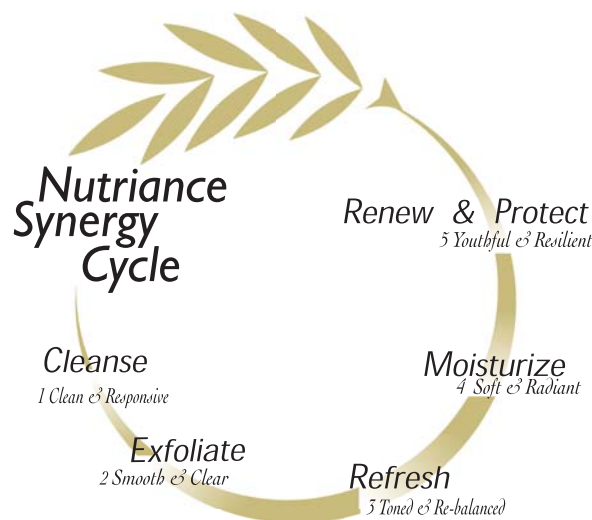 Nutriance
Synergy
Cycle
Cleanse
1 Clean & Responsive
Exfoliate
2 Smooth & Clear
Refresh
3 Toned & Re-balanced
Moisturize
4 Soft & Radiant
Renew & Protect
5 Youthful & Resilient